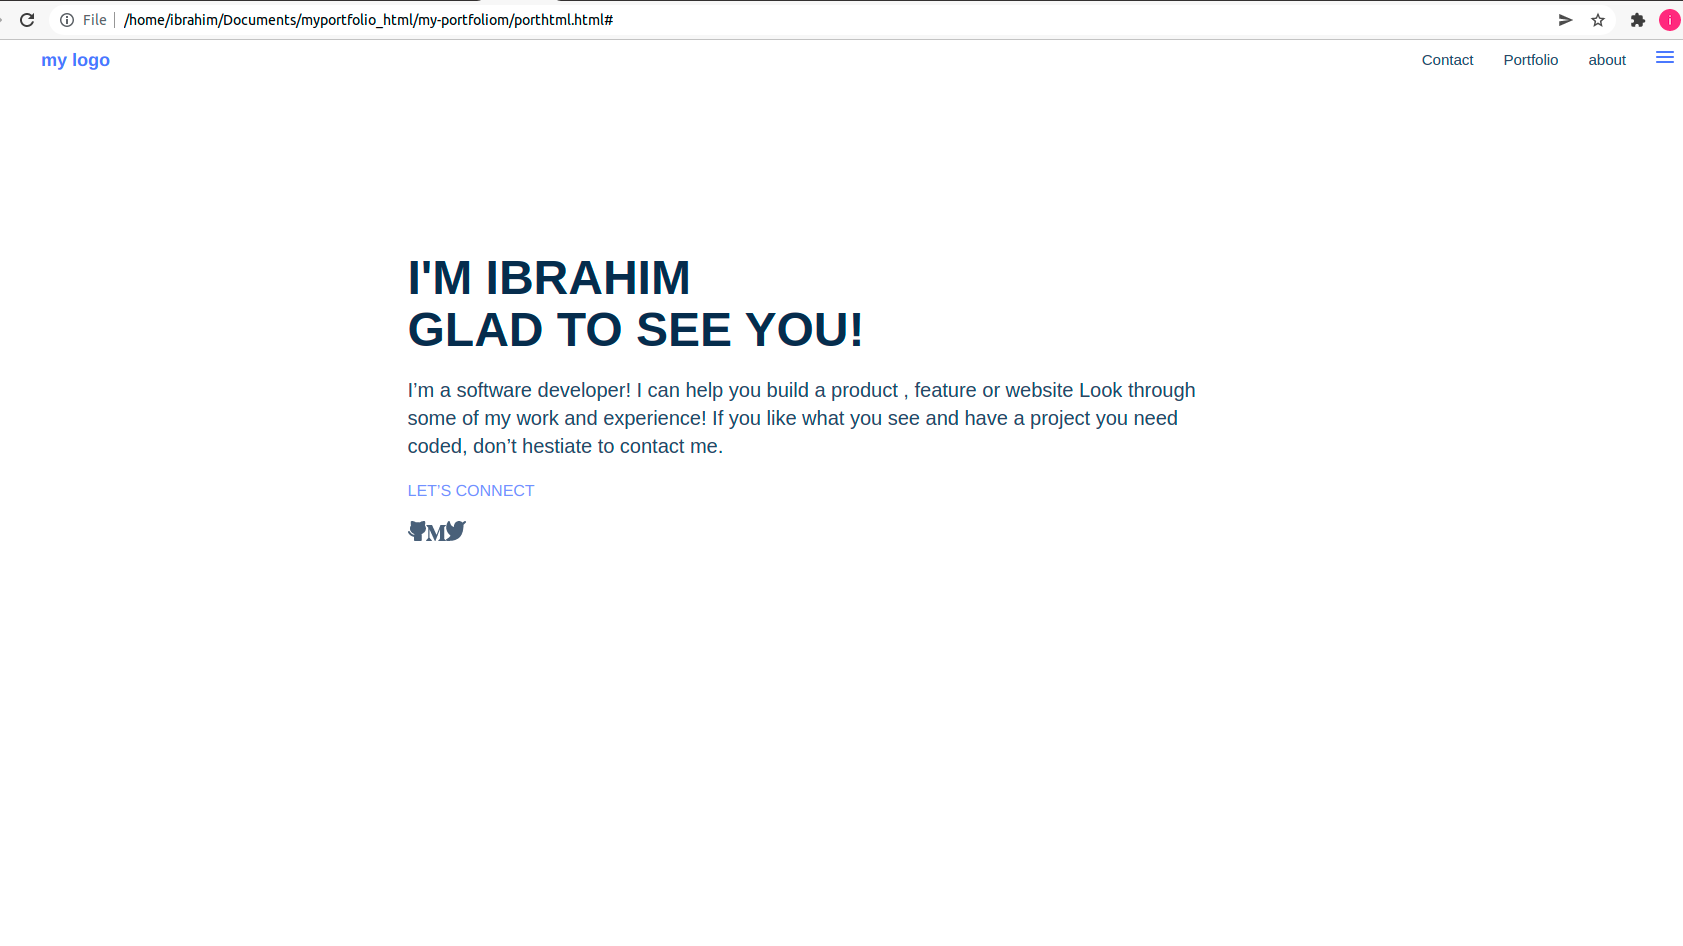 File /home/ibrahim/Documents/myportfolio_html/my-portfoliom/porthtml.html#
i
my logo
Contact Portfolio about
I'M IBRAHIM
GLAD TO SEE YOU!
I’m a software developer! I can help you build a product , feature or website Look through
some of my work and experience! If you like what you see and have a project you need
coded, don’t hestiate to contact me.
LET’S CONNECT
M